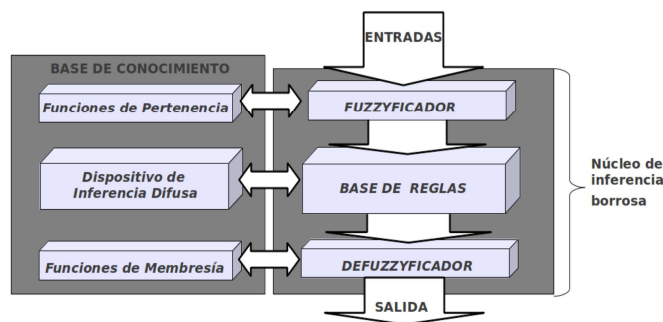 ENTRADAS
BASE DE CONOCIMIENTO
Funciones de Pertenencia
FUZZYFICADOR
Dispositivo de
Inferencia Difusa
BASE DE REGLAS
Núcleo de
inferencia
borrosa
Funciones de Membresía
DEFUZZYFICADOR
SALIDA